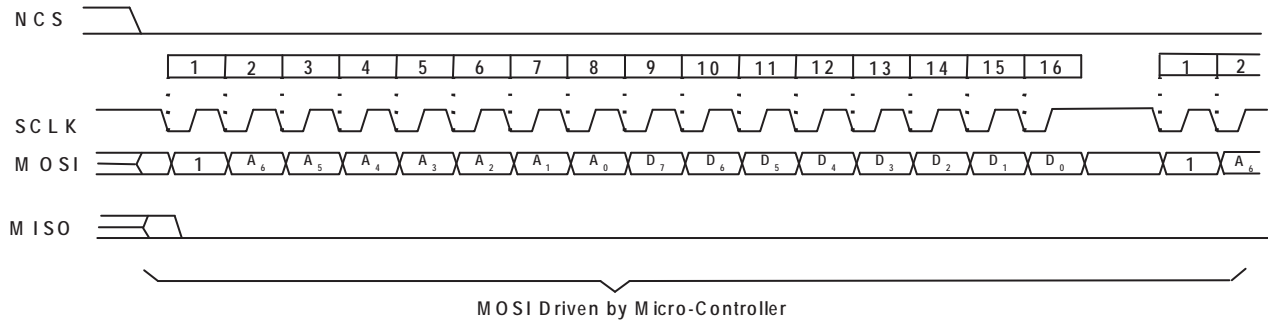 NCS
1 2 3 4 5 6 7 8 9 10 11 12 13 14 15 16 1 2
SCLK
MOSI 1 A6 A5 A4 A3 A2 A1 A0 D7 D6 D5 D4 D3 D2 D1 D0 1 A6
MISO
MOSI Driven by Micro-Controller